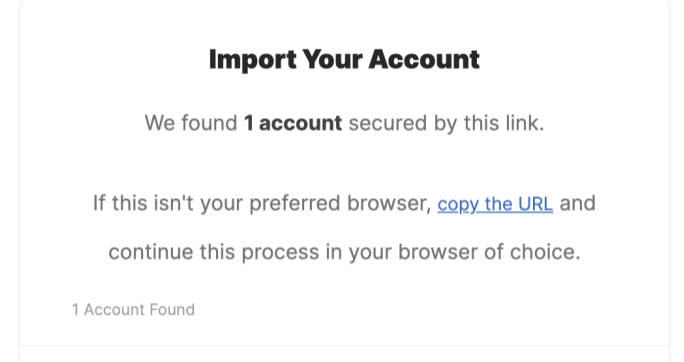 Import Your Account
We found 1 account secured by this link.
If this isn't your preferred browser, copy the URL and
continue this process in your browser of choice.
1 Account Found